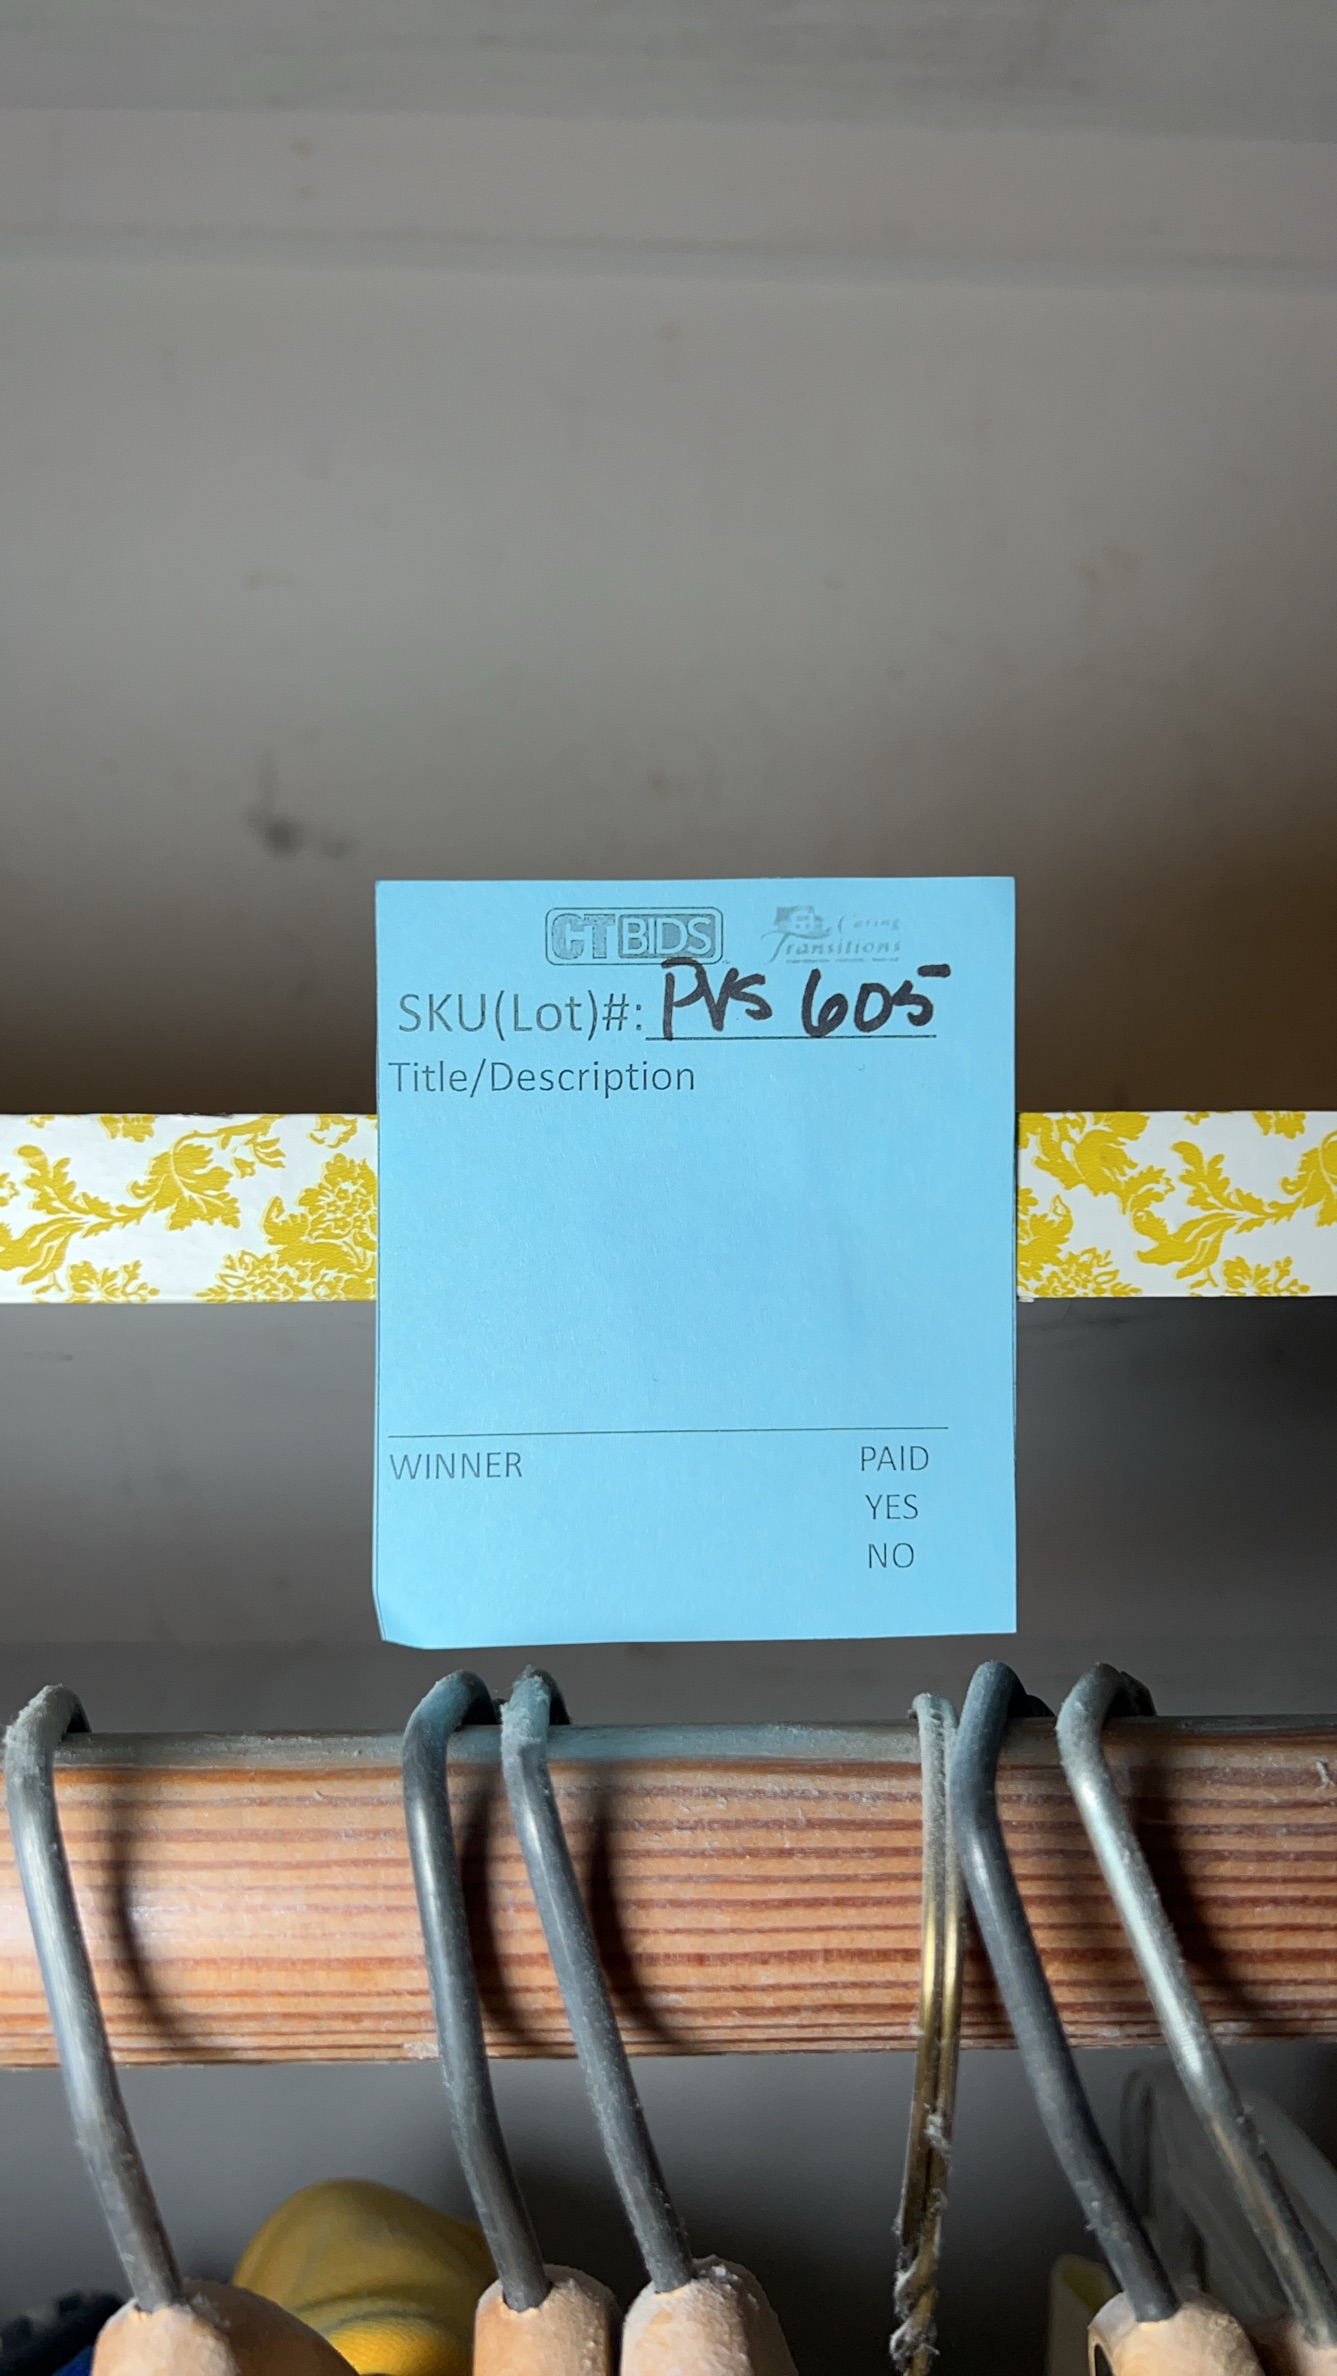 CTBIDS Caring Transitions
SKU(Lot)#: PVS 605
Title/Description
WINNER PAID
YES
NO